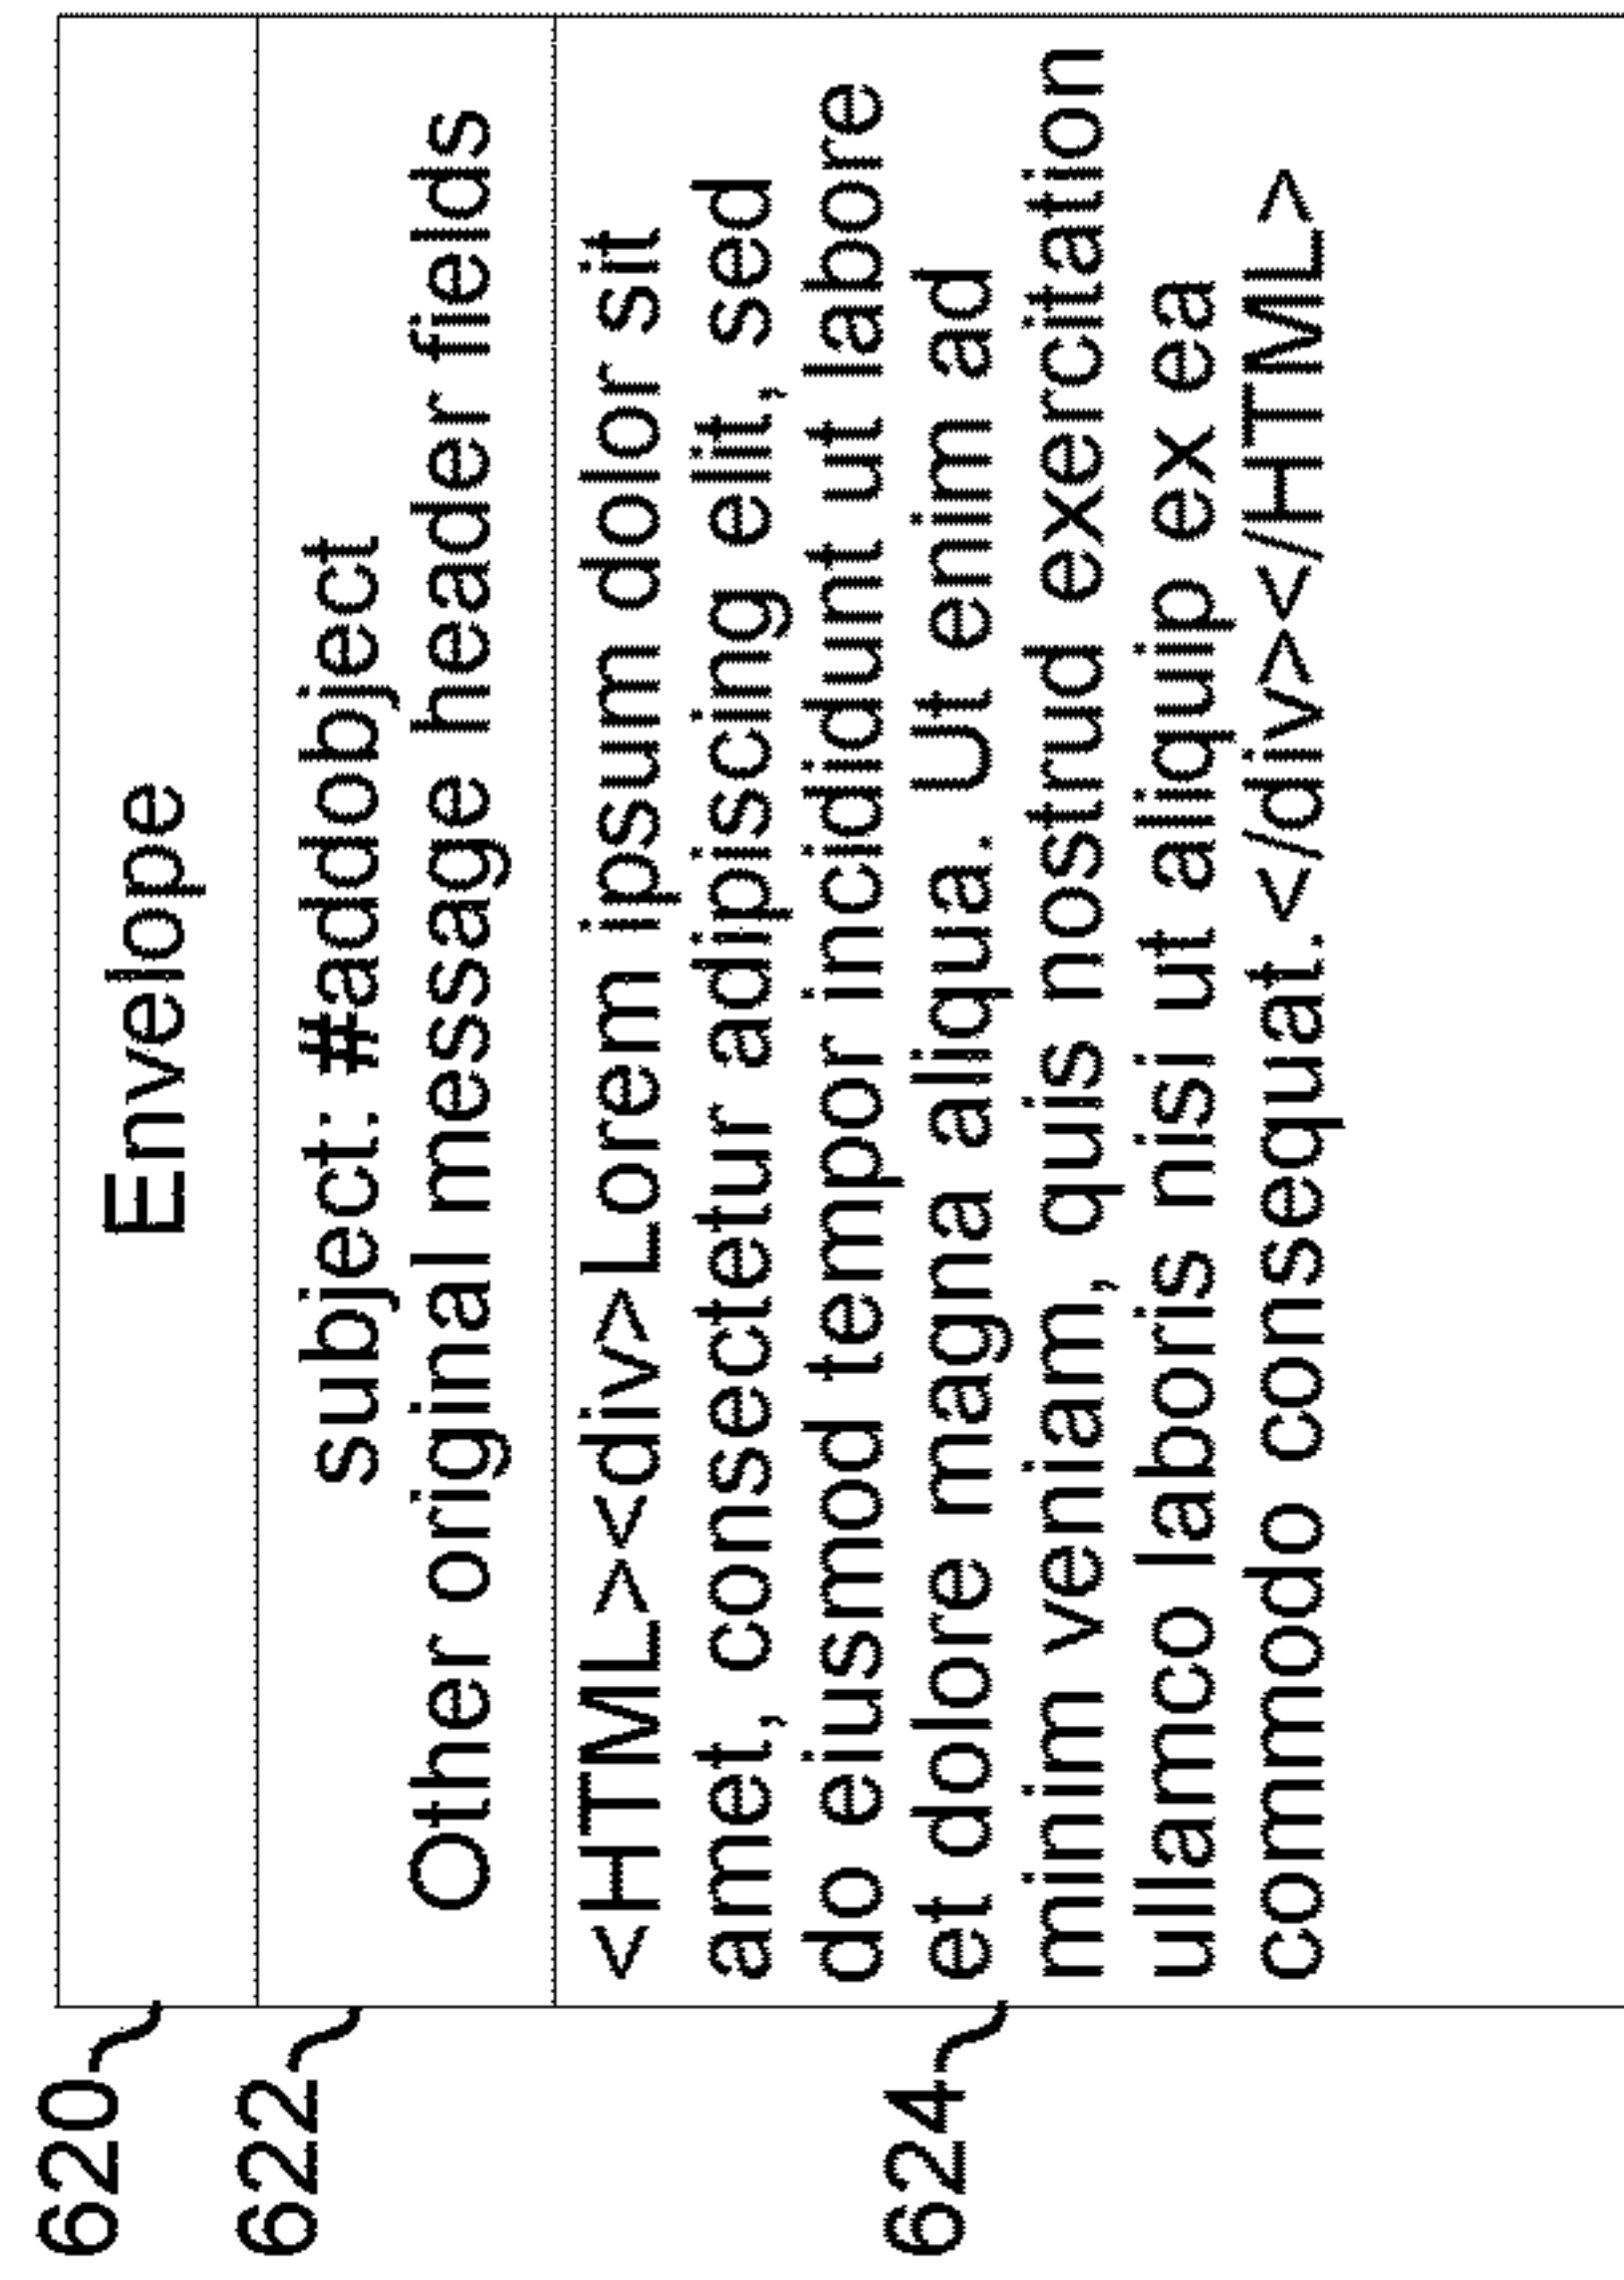 620
Envelope
622
subject: #addobject
Other original message header fields
624
<HTML><div>Lorem ipsum dolor sit
amet, consectetur adipiscing elit, sed
do eiusmod tempor incididunt ut labore
et dolore magna aliqua. Ut enim ad
minim veniam, quis nostrud exercitation
ullamco laboris nisi ut aliquip ex ea
commodo consequat.</div></HTML>